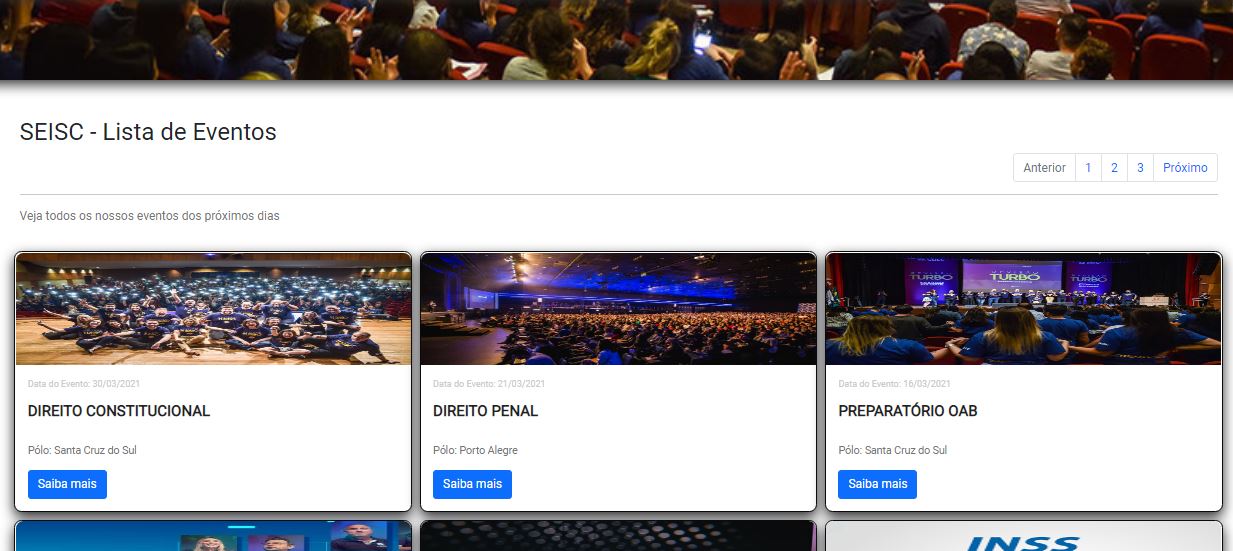 SEISC - Lista de Eventos
Anterior 1 2 3 Próximo
Veja todos os nossos eventos dos próximos dias
TURBO
TURBO
TURBO
Data do Evento: 30/03/2021
Data do Evento: 21/03/2021
Data do Evento: 16/03/2021
DIREITO CONSTITUCIONAL
DIREITO PENAL
PREPARATÓRIO OAB
Pólo: Santa Cruz do Sul
Pólo: Porto Alegre
Pólo: Santa Cruz do Sul
Saiba mais
Saiba mais
Saiba mais
INSS